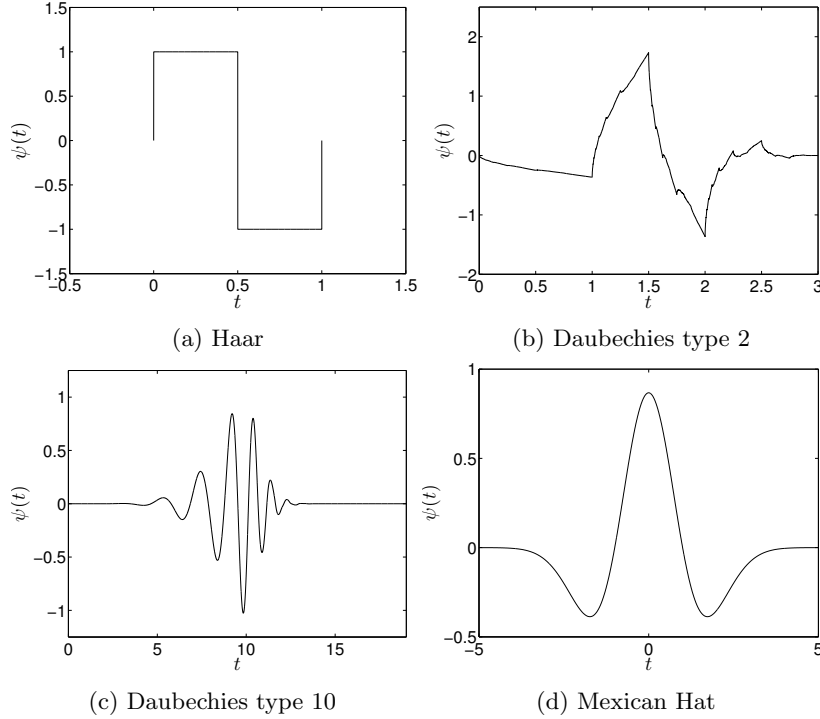 1.5
1
0.5
0
−0.5
−1
−1.5
−0.5 0 0.5 1 1.5
ψ(t)
t
(a) Haar
2
1
0
−1
−2
0 0.5 1 1.5 2 2.5 3
ψ(t)
t
(b) Daubechies type 2
1
0.5
0
−0.5
−1
0 5 10 15
ψ(t)
t
(c) Daubechies type 10
1
0.5
0
−0.5
−5 0 5
ψ(t)
t
(d) Mexican Hat